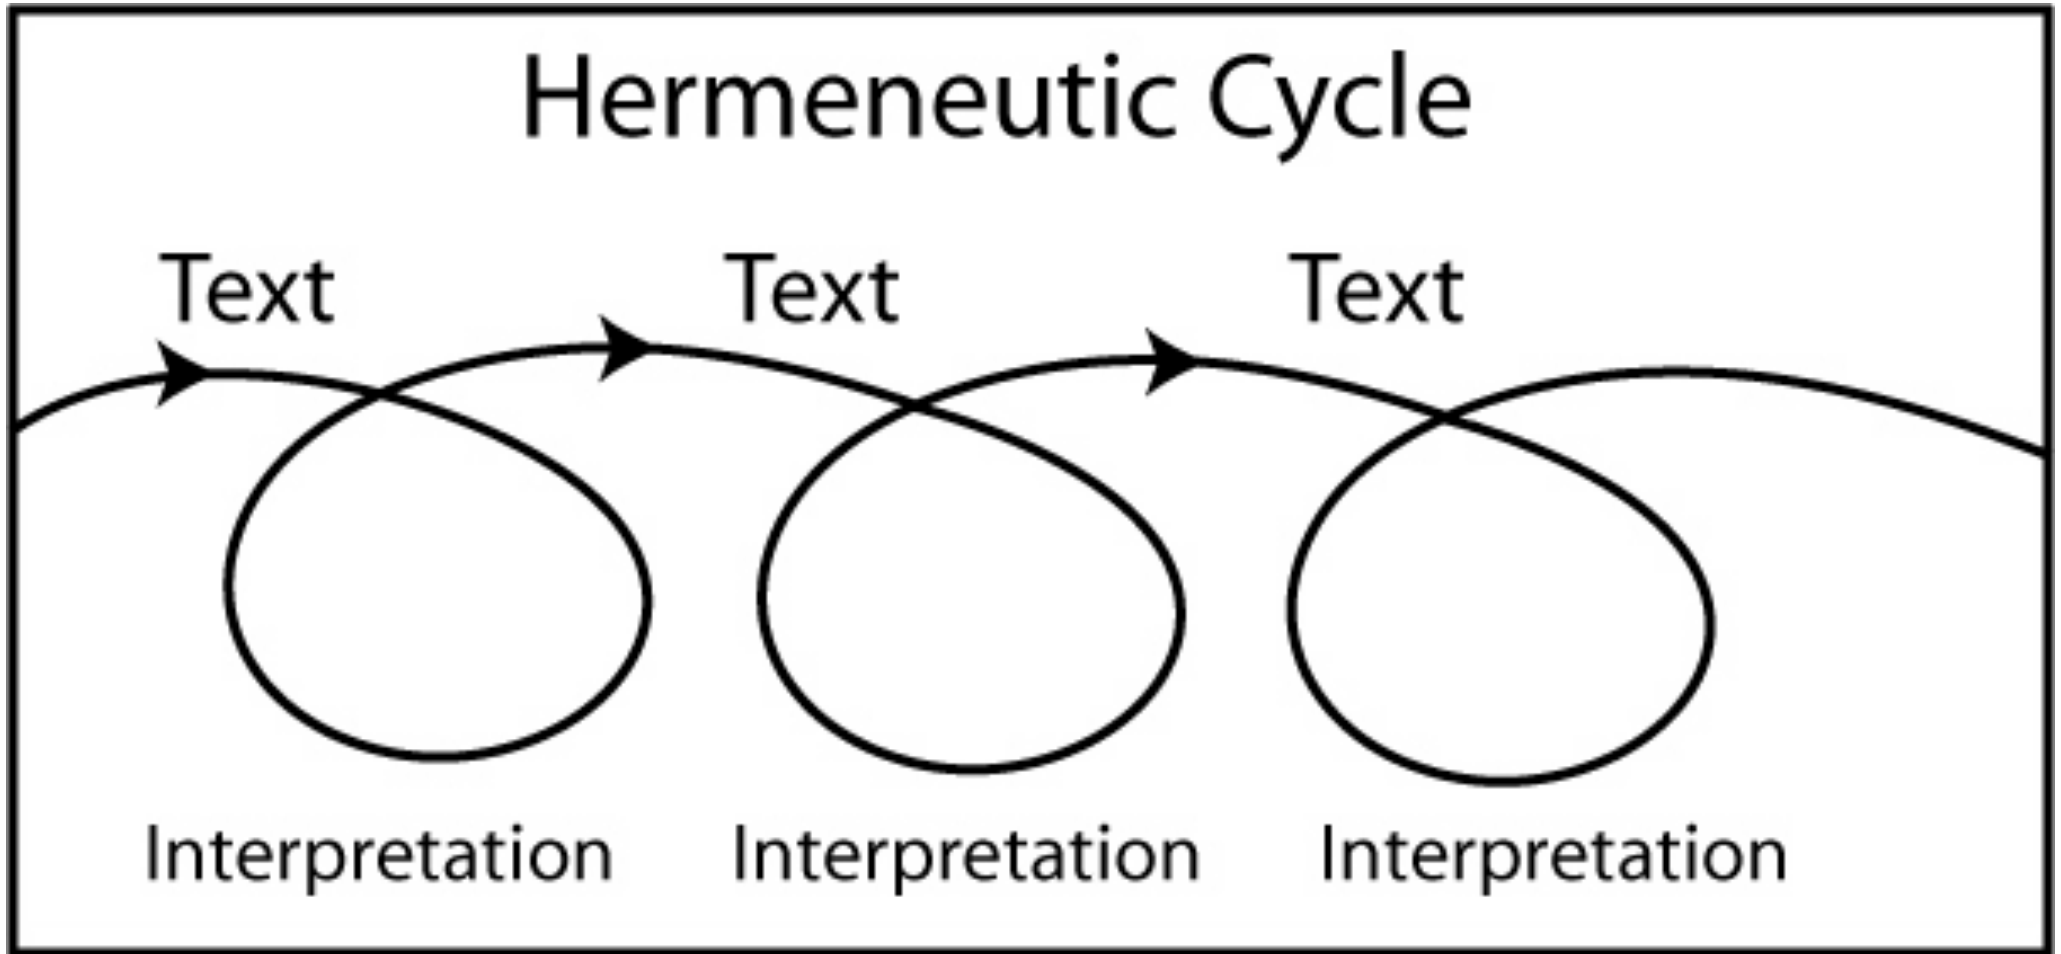 Hermeneutic Cycle
Text Text Text
Interpretation Interpretation Interpretation